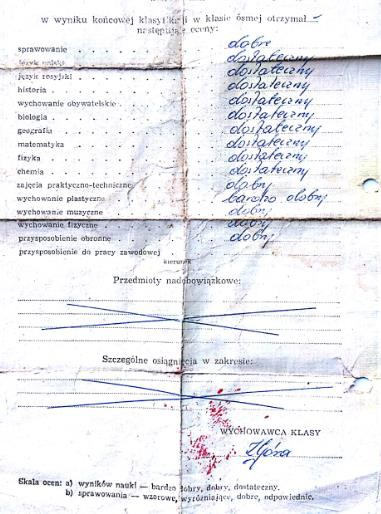 w wyniku końcowej klasyfikacji w klasie ósmej otrzymał
następujące oceny:
sprawowanie dobre
język polski dostateczny
język rosyjski dostateczny
historia dostateczny
wychowanie obywatelskie dostateczny
biologia dostateczny
geografia dostateczny
matematyka dostateczny
fizyka dostateczny
chemia dostateczny
zajęcia praktyczno-techniczne dobry
wychowanie plastyczne bardzo dobry
wychowanie muzyczne dobry
wychowanie fizyczne dobry
przysposobienie obronne dobry
przysposobienie do pracy zawodowej
kierunek
Przedmioty nadobowiązkowe:
Szczególne osiągnięcia w zakresie:
WYCHOWAWCA KLASY
Skala ocen: a) wyników nauki — bardzo dobry, dobry, dostateczny.
b) sprawowania — wzorowe, wyróżniające, dobre, odpowiednie.